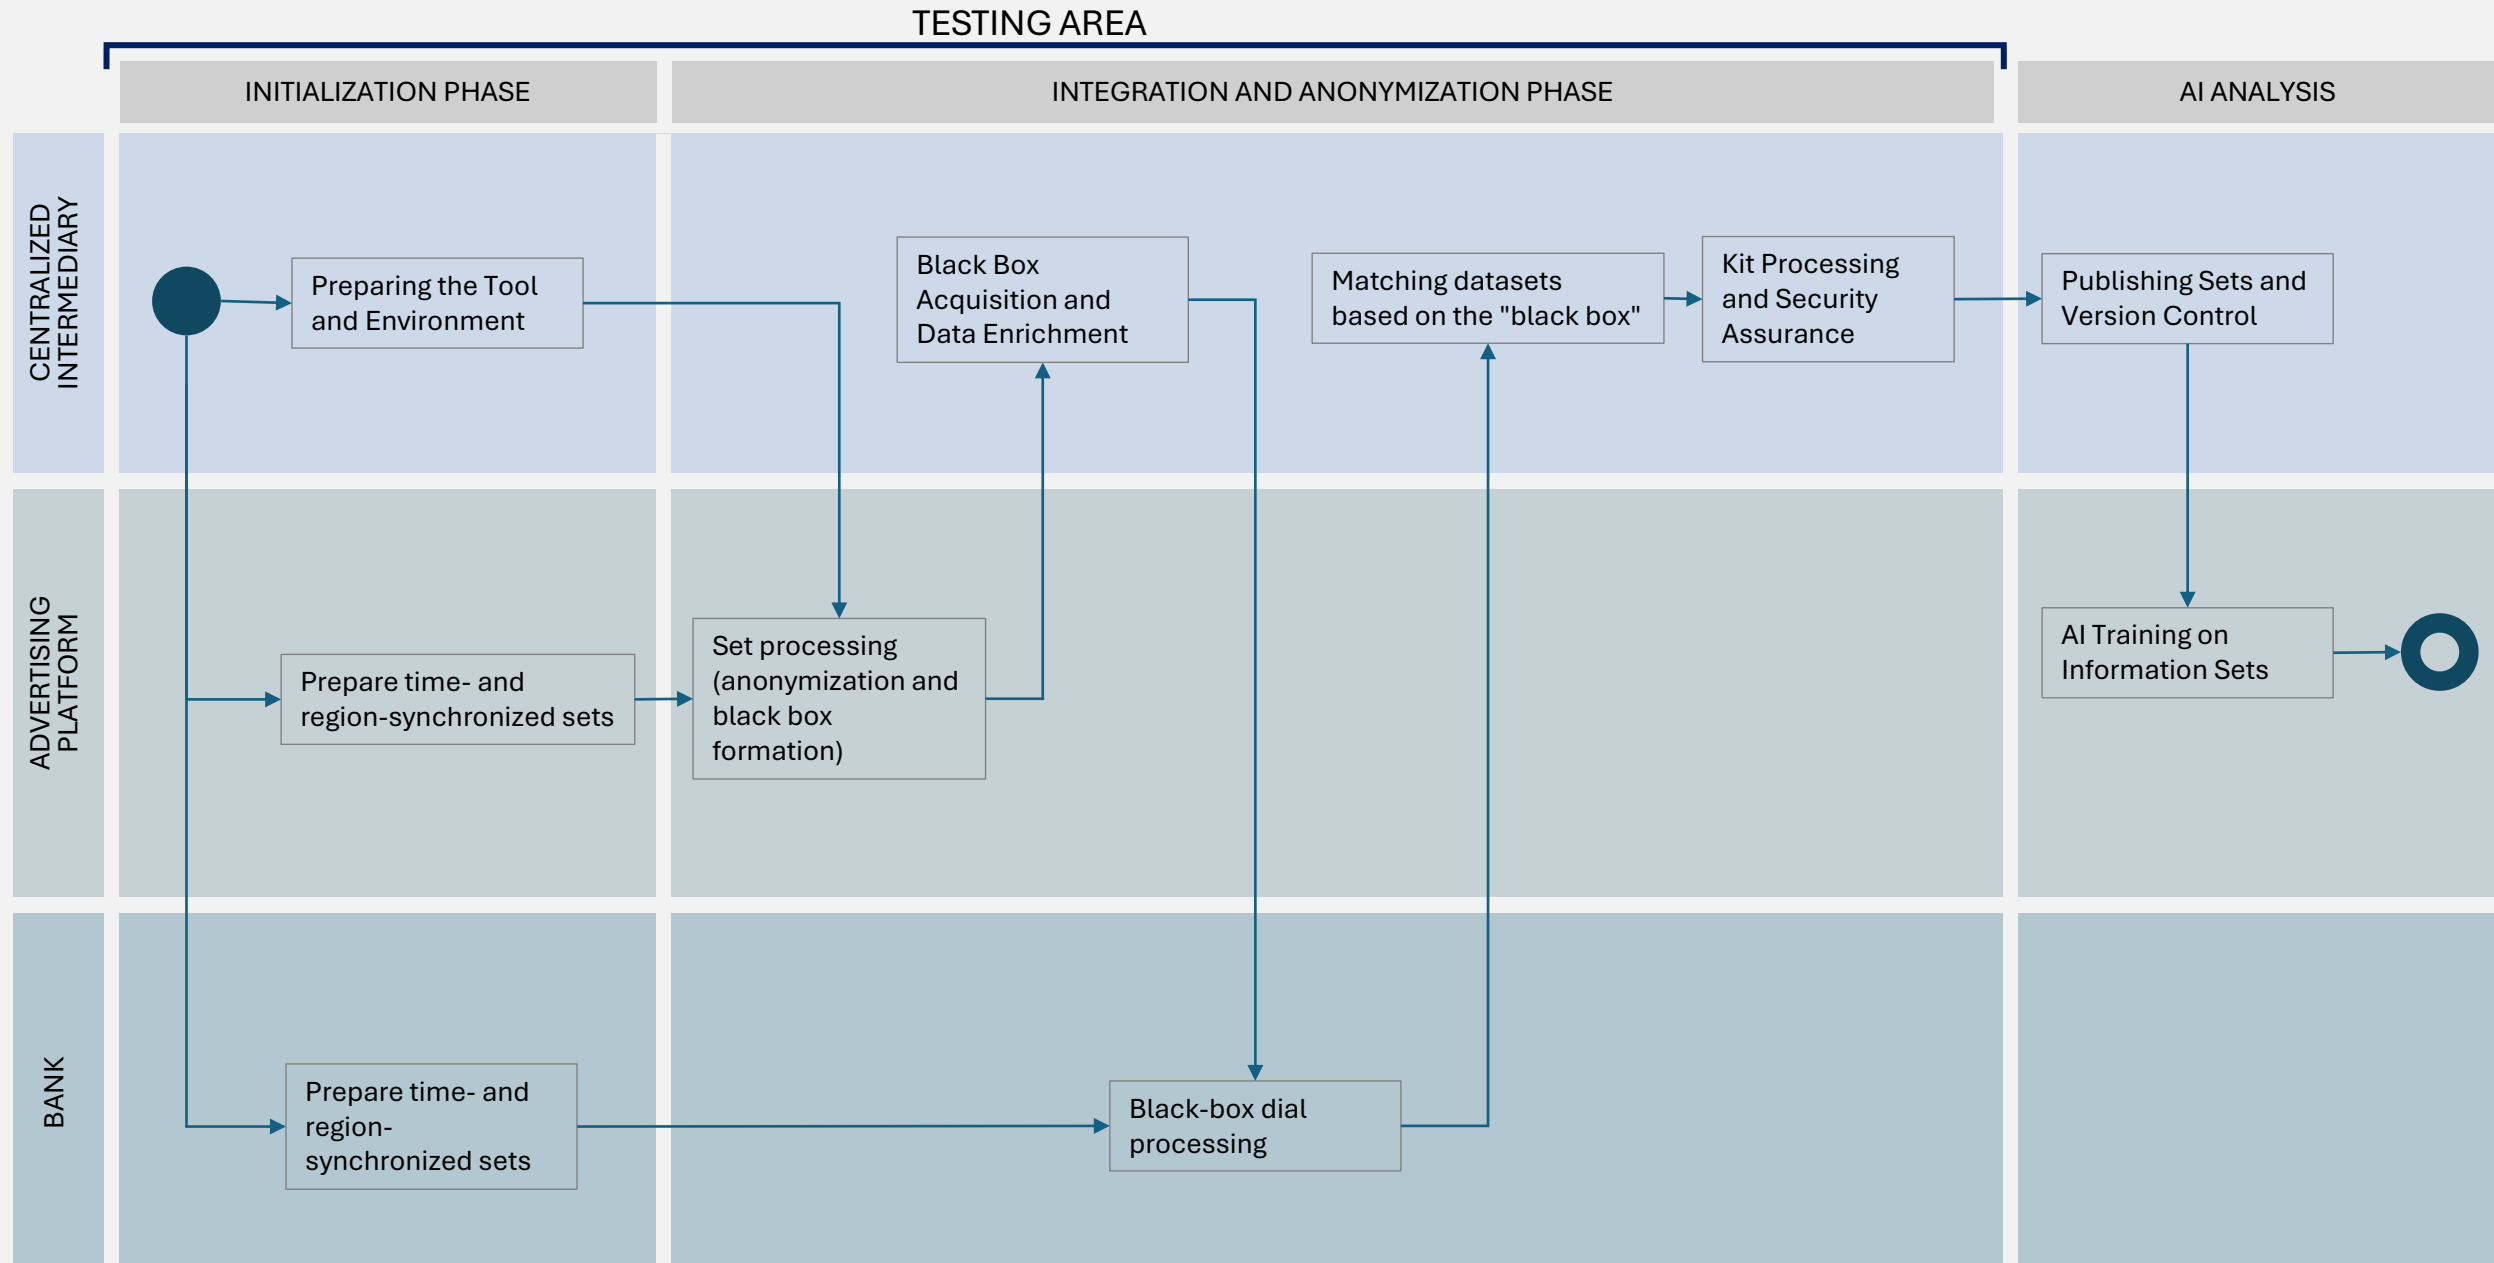 TESTING AREA
INITIALIZATION PHASE
INTEGRATION AND ANONYMIZATION PHASE
AI ANALYSIS
CENTRALIZED
INTERMEDIARY
Preparing the Tool
and Environment
Black Box
Acquisition and
Data Enrichment
Matching datasets
based on the "black box"
Kit Processing
and Security
Assurance
Publishing Sets and
Version Control
ADVERTISING
PLATFORM
Prepare time- and
region-synchronized sets
Set processing
(anonymization and
black box
formation)
AI Training on
Information Sets
BANK
Prepare time- and
region-
synchronized sets
Black-box dial
processing